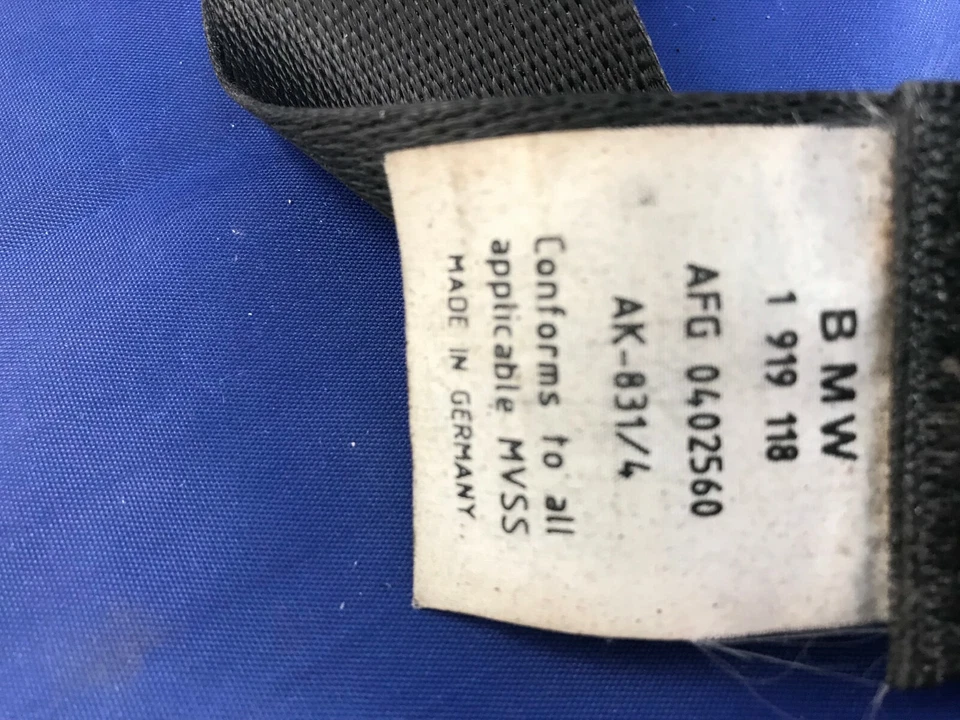 BMW
1 919 118
AFG 0402560
AK-831/4
Conforms to all
applicable MVSS
MADE IN GERMANY.